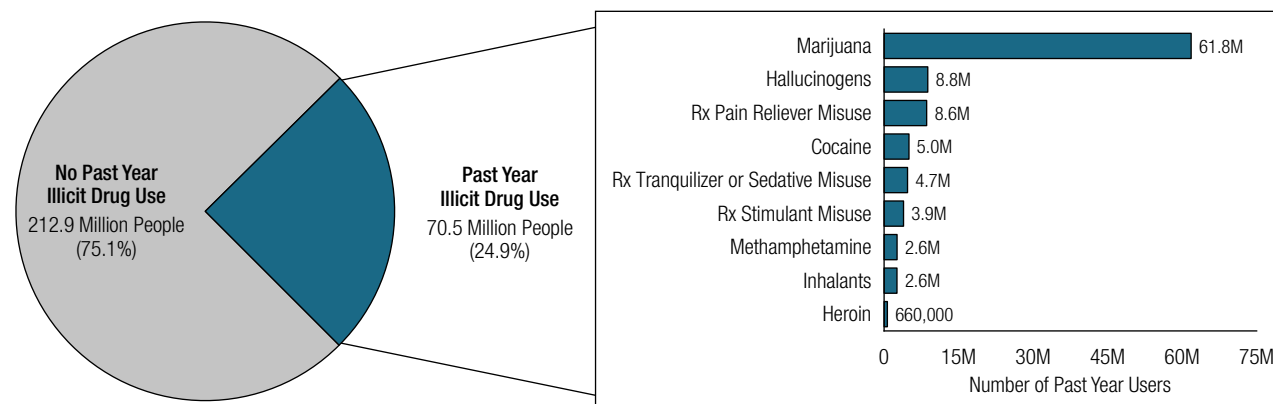 No Past Year
Illicit Drug Use
212.9 Million People
(75.1%)
Past Year
Illicit Drug Use
70.5 Million People
(24.9%)
Marijuana 61.8M
Hallucinogens 8.8M
Rx Pain Reliever Misuse 8.6M
Cocaine 5.0M
Rx Tranquilizer or Sedative Misuse 4.7M
Rx Stimulant Misuse 3.9M
Methamphetamine 2.6M
Inhalants 2.6M
Heroin 660,000
0 15M 30M 45M 60M 75M
Number of Past Year Users